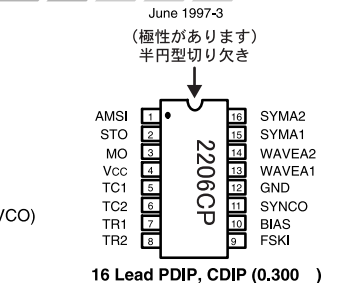 June 1997-3
(極性があります)
半円型切り欠き
AMSI 1 16 SYMA2
STO 2 15 SYMA1
MO 3 14 WAVEA2
VCC 4 13 WAVEA1
TC1 5 12 GND
TC2 6 11 SYNCO
TR1 7 10 BIAS
TR2 8 9 FSKI
2206CP
VCO)
16 Lead PDIP, CDIP (0.300 )